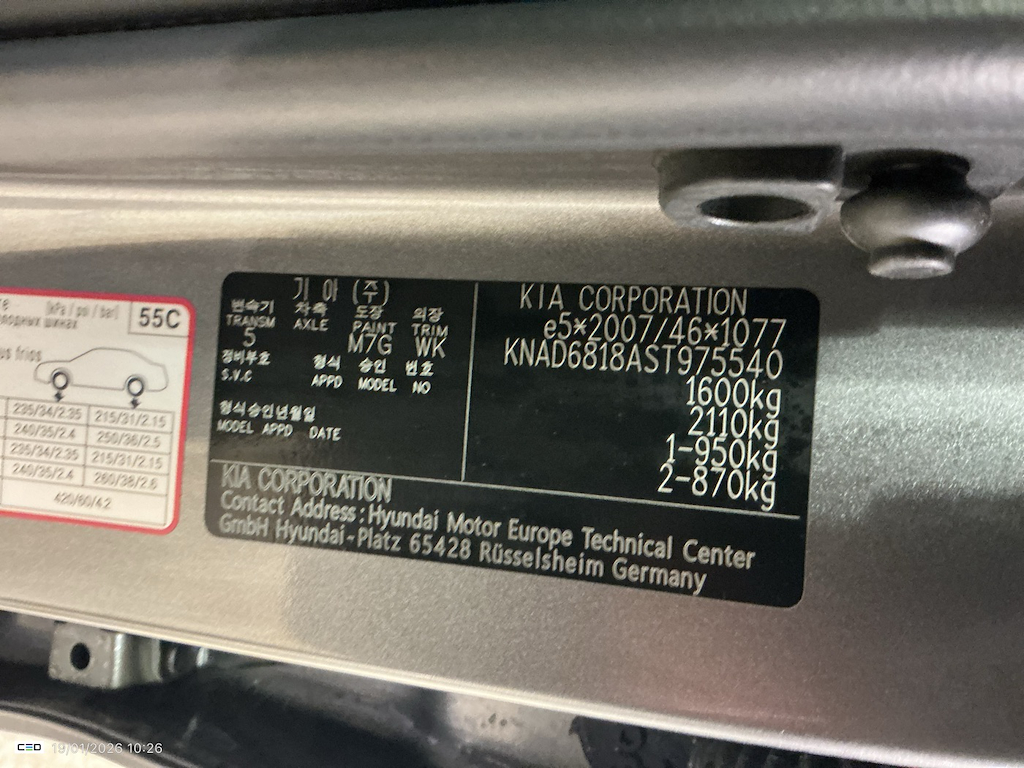 [kPa / psi / bar]
55C
235/34/2.35 215/31/2.15
240/35/2.4 250/36/2.5
235/34/2.35 215/31/2.15
240/35/2.4 260/38/2.6
420/60/4.2
기 아 (주)
변속기 차축 도장 의장
TRANSM AXLE PAINT TRIM
5 M7G WK
정비부호 형식 승인 번호
S.V.C APPD MODEL NO
형식승인년월일
MODEL APPD DATE
KIA CORPORATION
e5*2007/46*1077
KNAD6818AST975540
1600kg
2110kg
1-950kg
2-870kg
KIA CORPORATION
Contact Address : Hyundai Motor Europe Technical Center
GmbH Hyundai-Platz 65428 Rüsselsheim Germany
19/01/2026 10:26